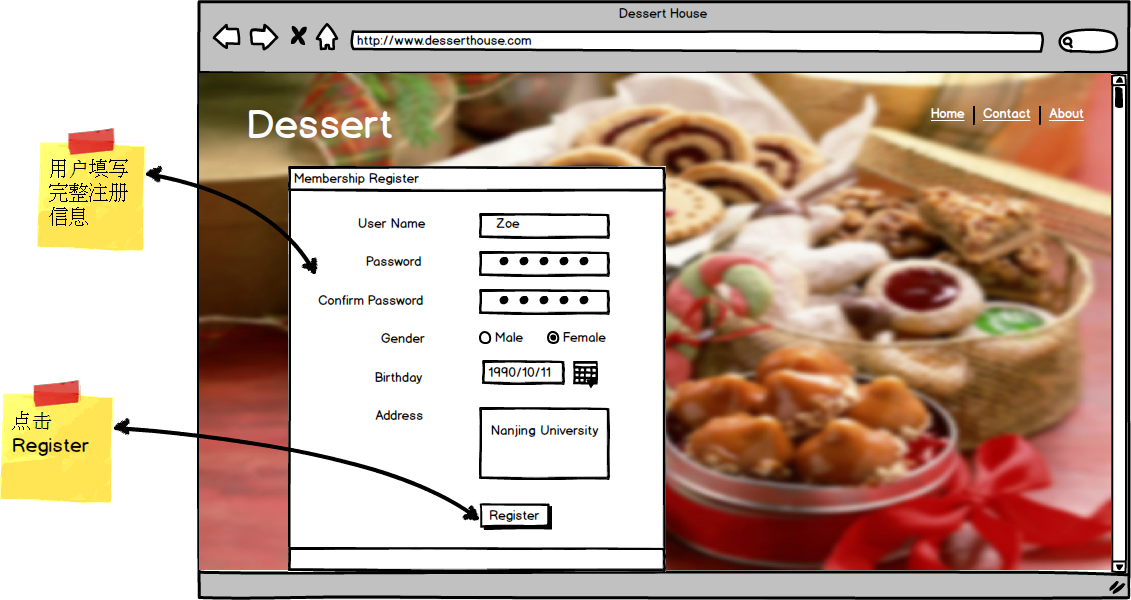 Dessert House
http://www.desserthouse.com
Dessert
Home Contact About
用户填写
完整注册
信息
Membership Register
User Name Zoe
Password
Confirm Password
Gender Male Female
Birthday 1990/10/11
Address
Nanjing University
点击
Register
Register